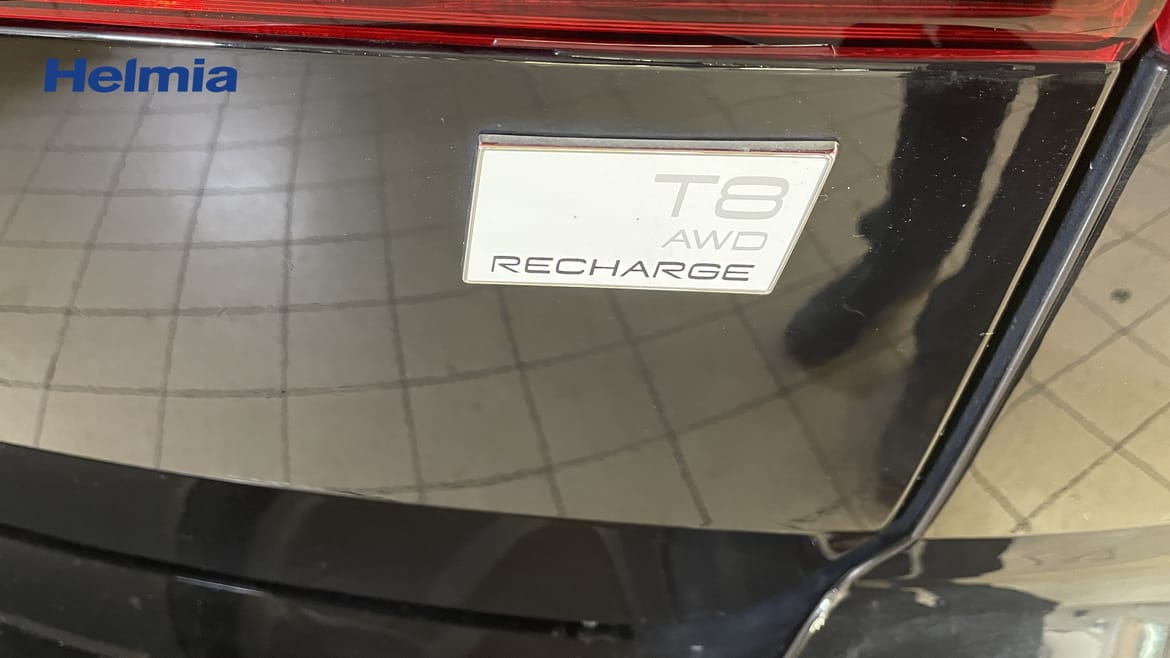 Helmia
T8
AWD
RECHARGE